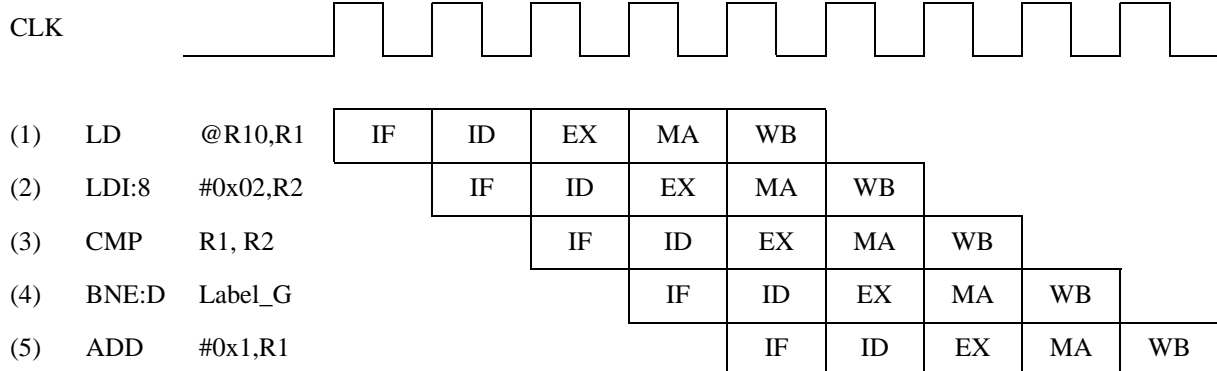 CLK
(1) LD @R10,R1 IF ID EX MA WB
(2) LDI:8 #0x02,R2 IF ID EX MA WB
(3) CMP R1, R2 IF ID EX MA WB
(4) BNE:D Label_G IF ID EX MA WB
(5) ADD #0x1,R1 IF ID EX MA WB